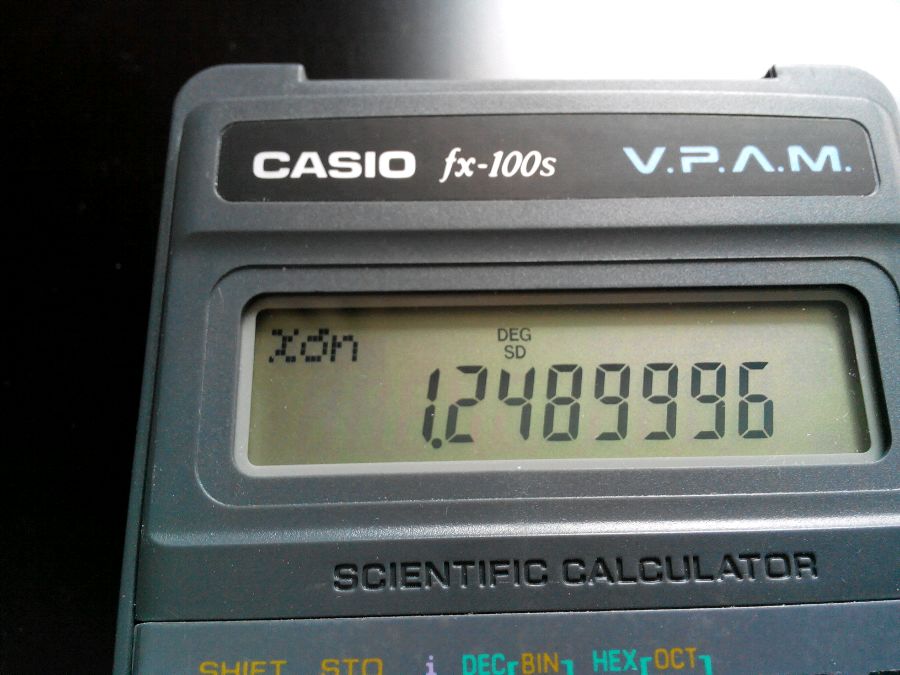 CASIO fx-100s V.P.A.M.
DEG
xσn SD
1.2489996
SCIENTIFIC CALCULATOR
SHIFT STO i DEC[BIN] HEX[OCT]